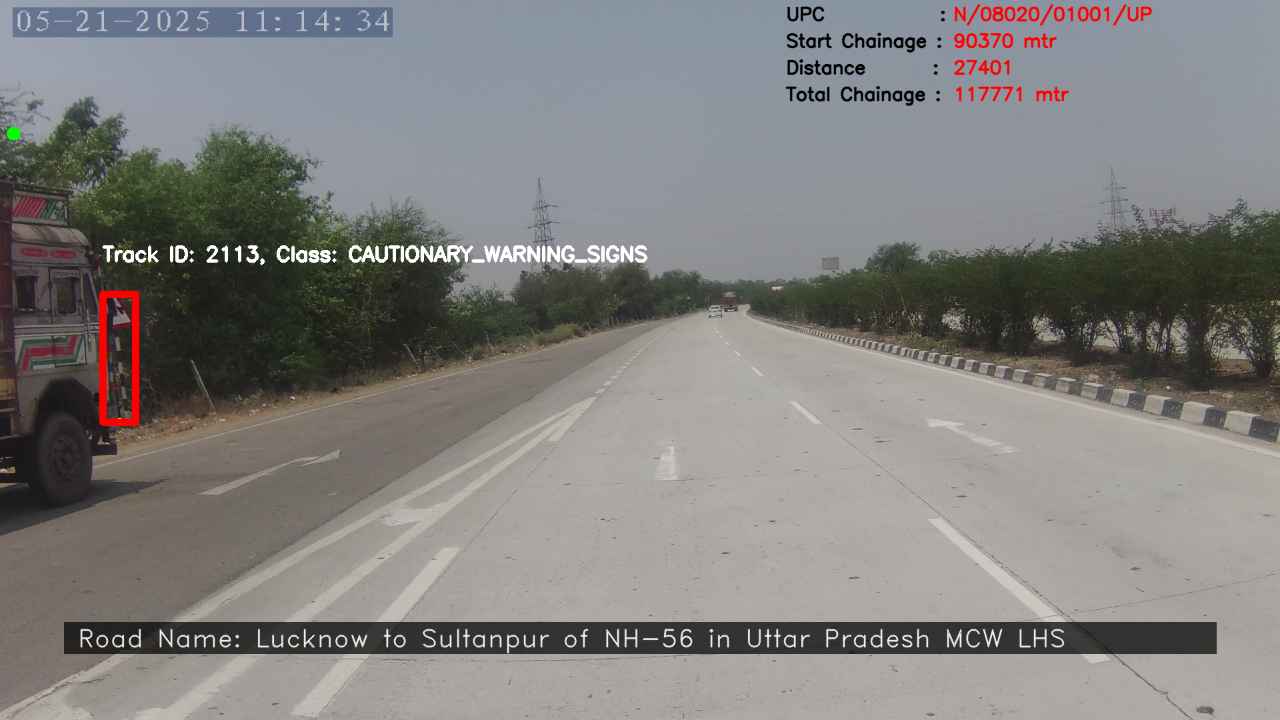 05-21-2025 11:14:34
UPC : N/08020/01001/UP
Start Chainage : 90370 mtr
Distance : 27401
Total Chainage : 117771 mtr
Track ID: 2113, Class: CAUTIONARY_WARNING_SIGNS
Road Name: Lucknow to Sultanpur of NH-56 in Uttar Pradesh MCW LHS